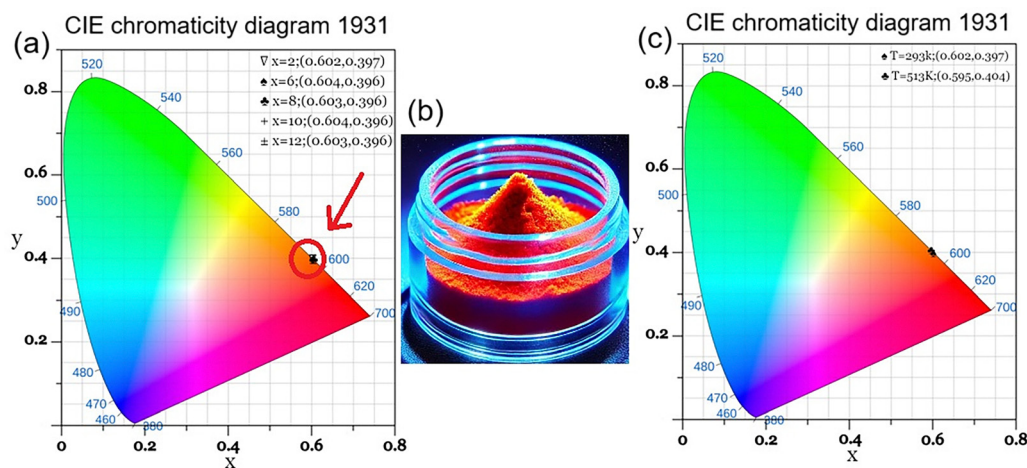 CIE chromaticity diagram 1931
(a)
∇ x=2;(0.602,0.397)
♠ x=6;(0.604,0.396)
♣ x=8;(0.603,0.396)
+ x=10;(0.604,0.396)
± x=12;(0.603,0.396)
520
540
560
580
600
620
700
500
490
480
470
460
380
0.8
0.6
0.4
0.2
y
0 0.2 0.4 0.6 0.8
x
(b)
CIE chromaticity diagram 1931
(c)
♠ T=293k;(0.602,0.397)
♣ T=513K;(0.595,0.404)
520
540
560
580
600
620
700
500
490
480
470
460
380
0.8
0.6
0.4
0.2
y
0 0.2 0.4 0.6 0.8
x